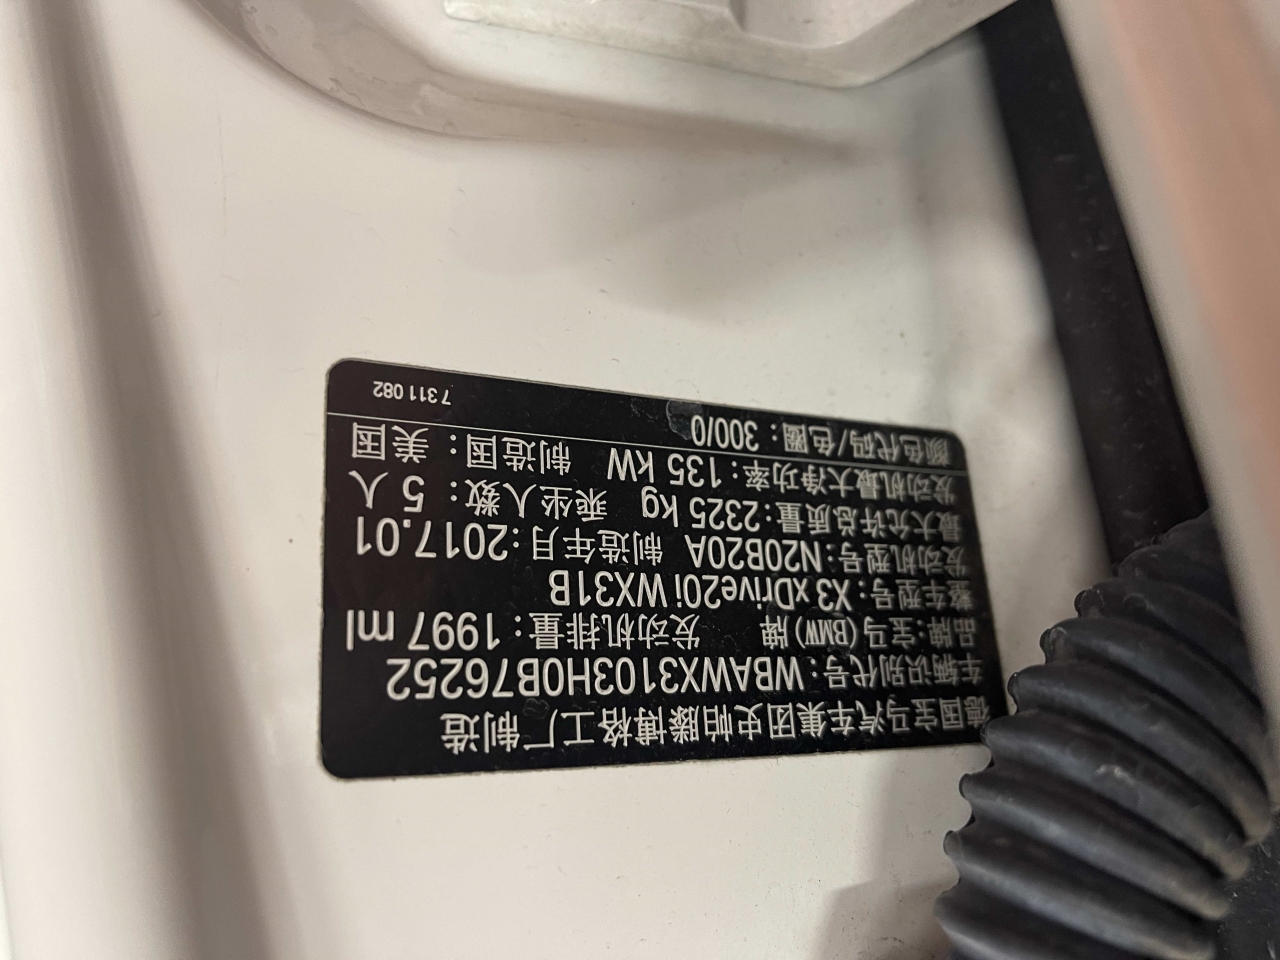 德国宝马汽车集团史帕滕博格工厂 制造
车辆识别代号：WBAWX3103H0B76252
品牌：宝马(BMW)牌 发动机排量：1997 ml
整车型号：X3 xDrive20i WX31B
发动机型号：N20B20A 制造年月：2017.01
最大允许总质量：2325 kg 乘坐人数：5 人
发动机最大净功率：135 kW 制造国：美国
颜色代码/色圈：300/0
7 311 082